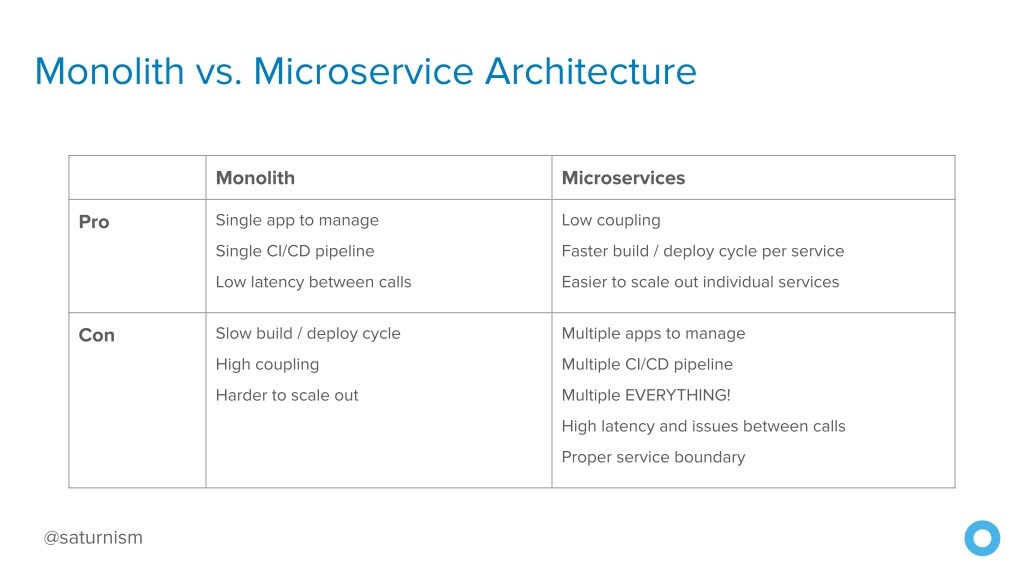 Monolith vs. Microservice Architecture
Monolith
Microservices
Pro
Single app to manage
Single CI/CD pipeline
Low latency between calls
Low coupling
Faster build / deploy cycle per service
Easier to scale out individual services
Con
Slow build / deploy cycle
High coupling
Harder to scale out
Multiple apps to manage
Multiple CI/CD pipeline
Multiple EVERYTHING!
High latency and issues between calls
Proper service boundary
@saturnism